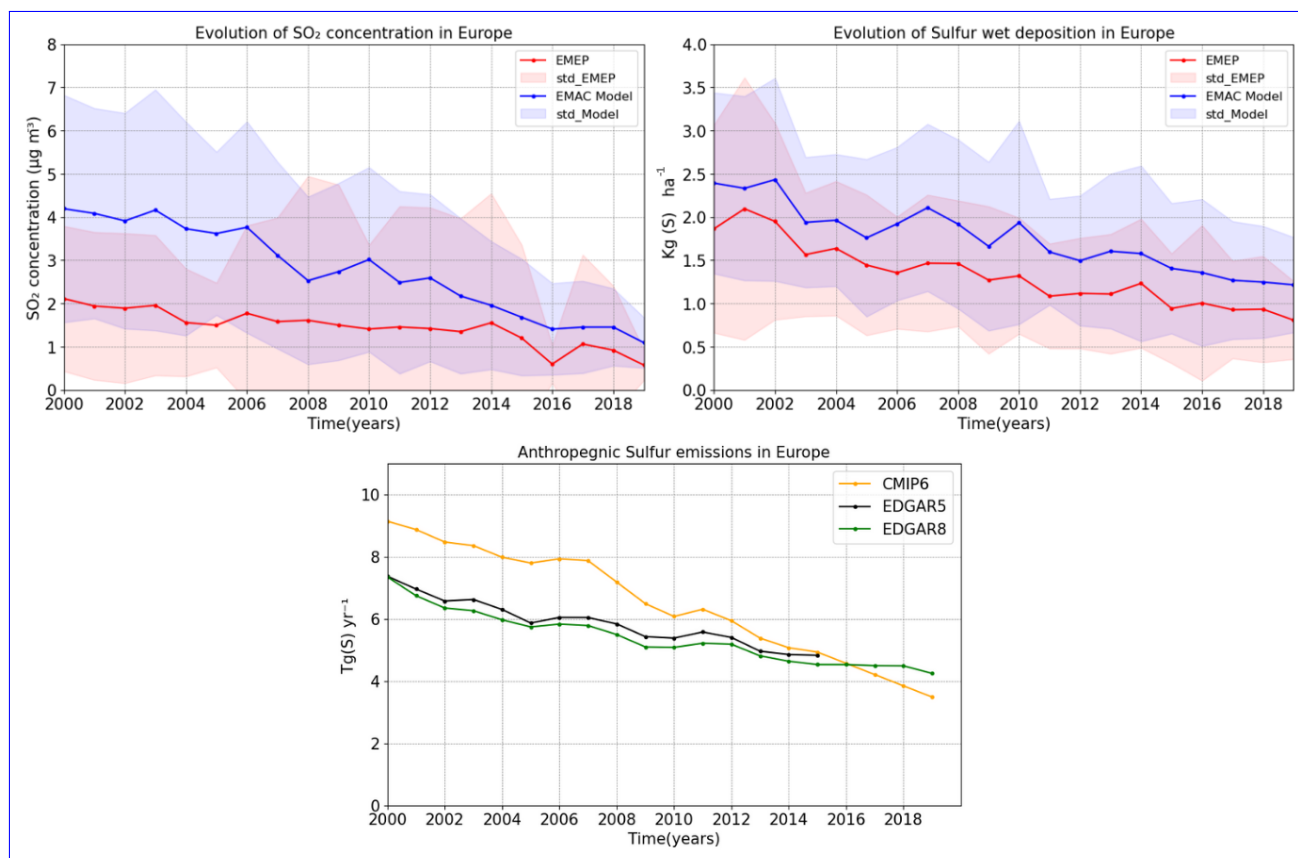 Evolution of SO₂ concentration in Europe
SO₂ concentration (µg m³)
8
7
6
5
4
3
2
1
0
EMEP
std_EMEP
EMAC Model
std_Model
2000 2002 2004 2006 2008 2010 2012 2014 2016 2018
Time(years)
Evolution of Sulfur wet deposition in Europe
Kg (S) ha⁻¹
4.0
3.5
3.0
2.5
2.0
1.5
1.0
0.5
0.0
EMEP
std_EMEP
EMAC Model
std_Model
2000 2002 2004 2006 2008 2010 2012 2014 2016 2018
Time(years)
Anthropegnic Sulfur emissions in Europe
Tg(S) yr⁻¹
10
8
6
4
2
0
CMIP6
EDGAR5
EDGAR8
2000 2002 2004 2006 2008 2010 2012 2014 2016 2018
Time(years)